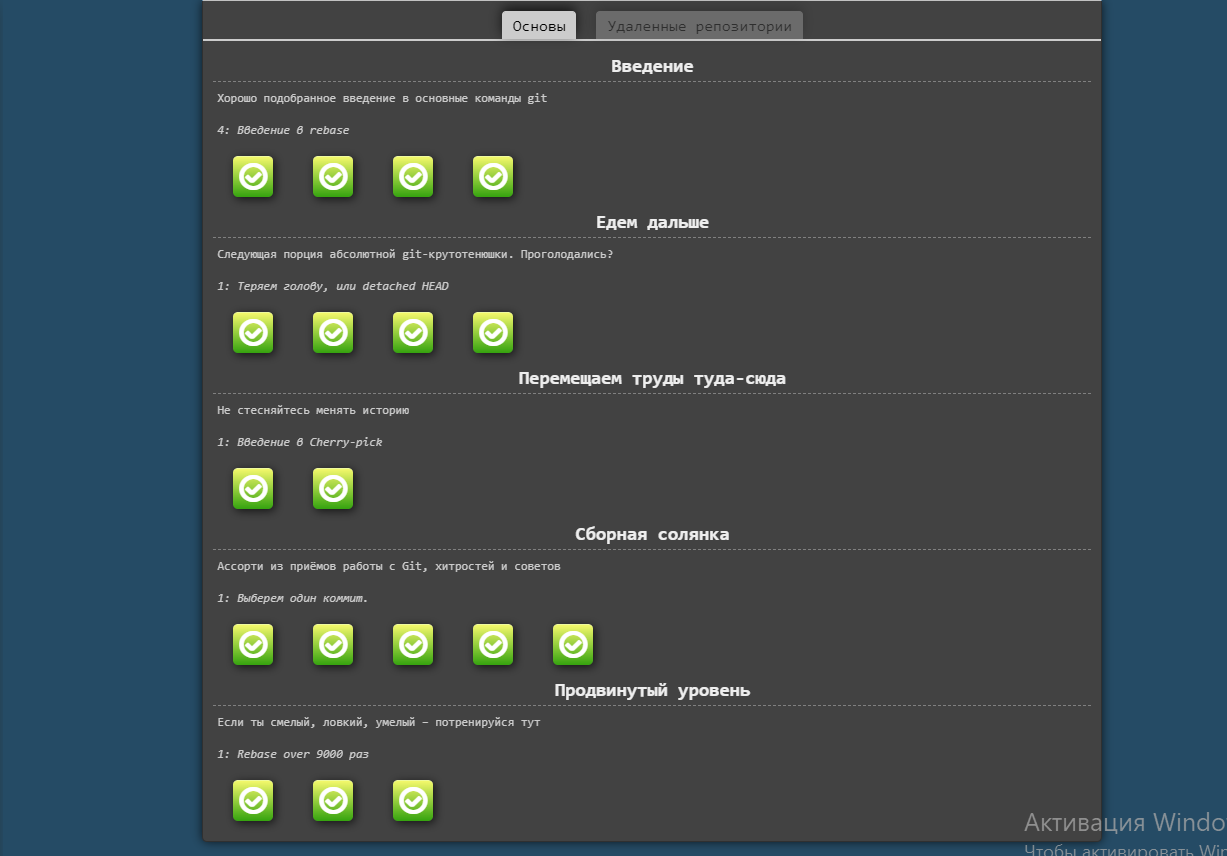 Основы
Удаленные репозитории
Введение
Хорошо подобранное введение в основные команды git
4: Введение в rebase
Едем дальше
Следующая порция абсолютной git-крутотенюшки. Проголодались?
1: Теряем голову, или detached HEAD
Перемещаем труды туда-сюда
Не стесняйтесь менять историю
1: Введение в Cherry-pick
Сборная солянка
Ассорти из приёмов работы с Git, хитростей и советов
1: Выберем один коммит.
Продвинутый уровень
Если ты смелый, ловкий, умелый – потренируйся тут
1: Rebase over 9000 раз
Активация Windo
Чтобы активировать Win